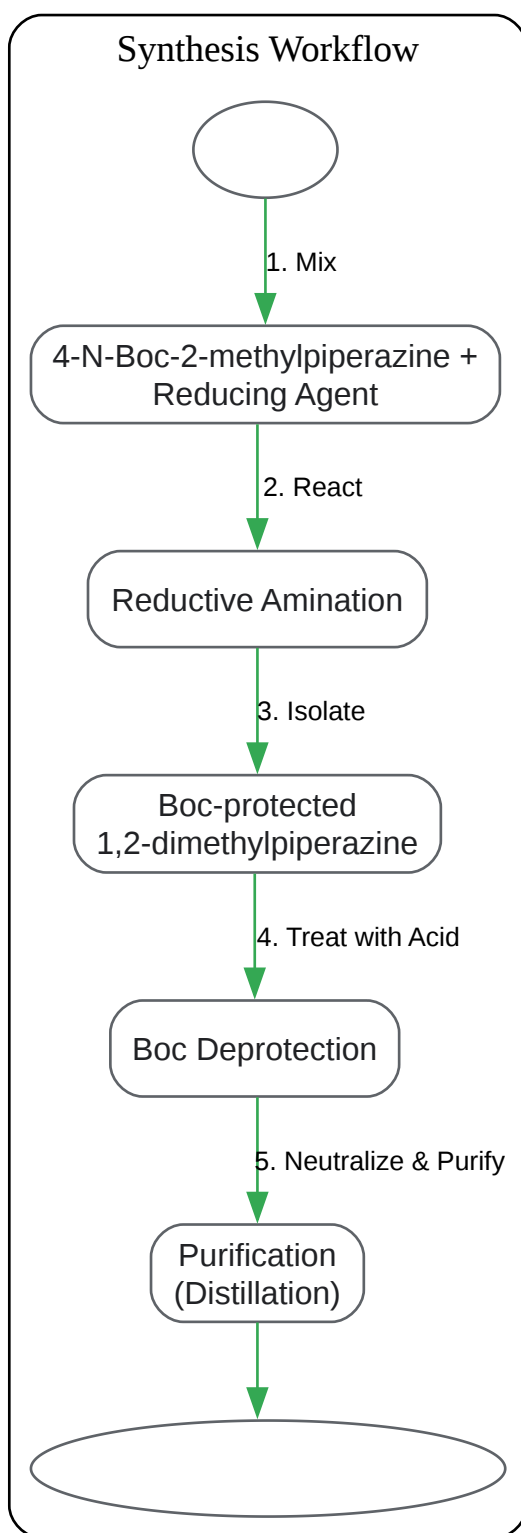 Synthesis Workflow
1. Mix
4-N-Boc-2-methylpiperazine +
Reducing Agent
2. React
Reductive Amination
3. Isolate
Boc-protected
1,2-dimethylpiperazine
4. Treat with Acid
Boc Deprotection
5. Neutralize & Purify
Purification
(Distillation)